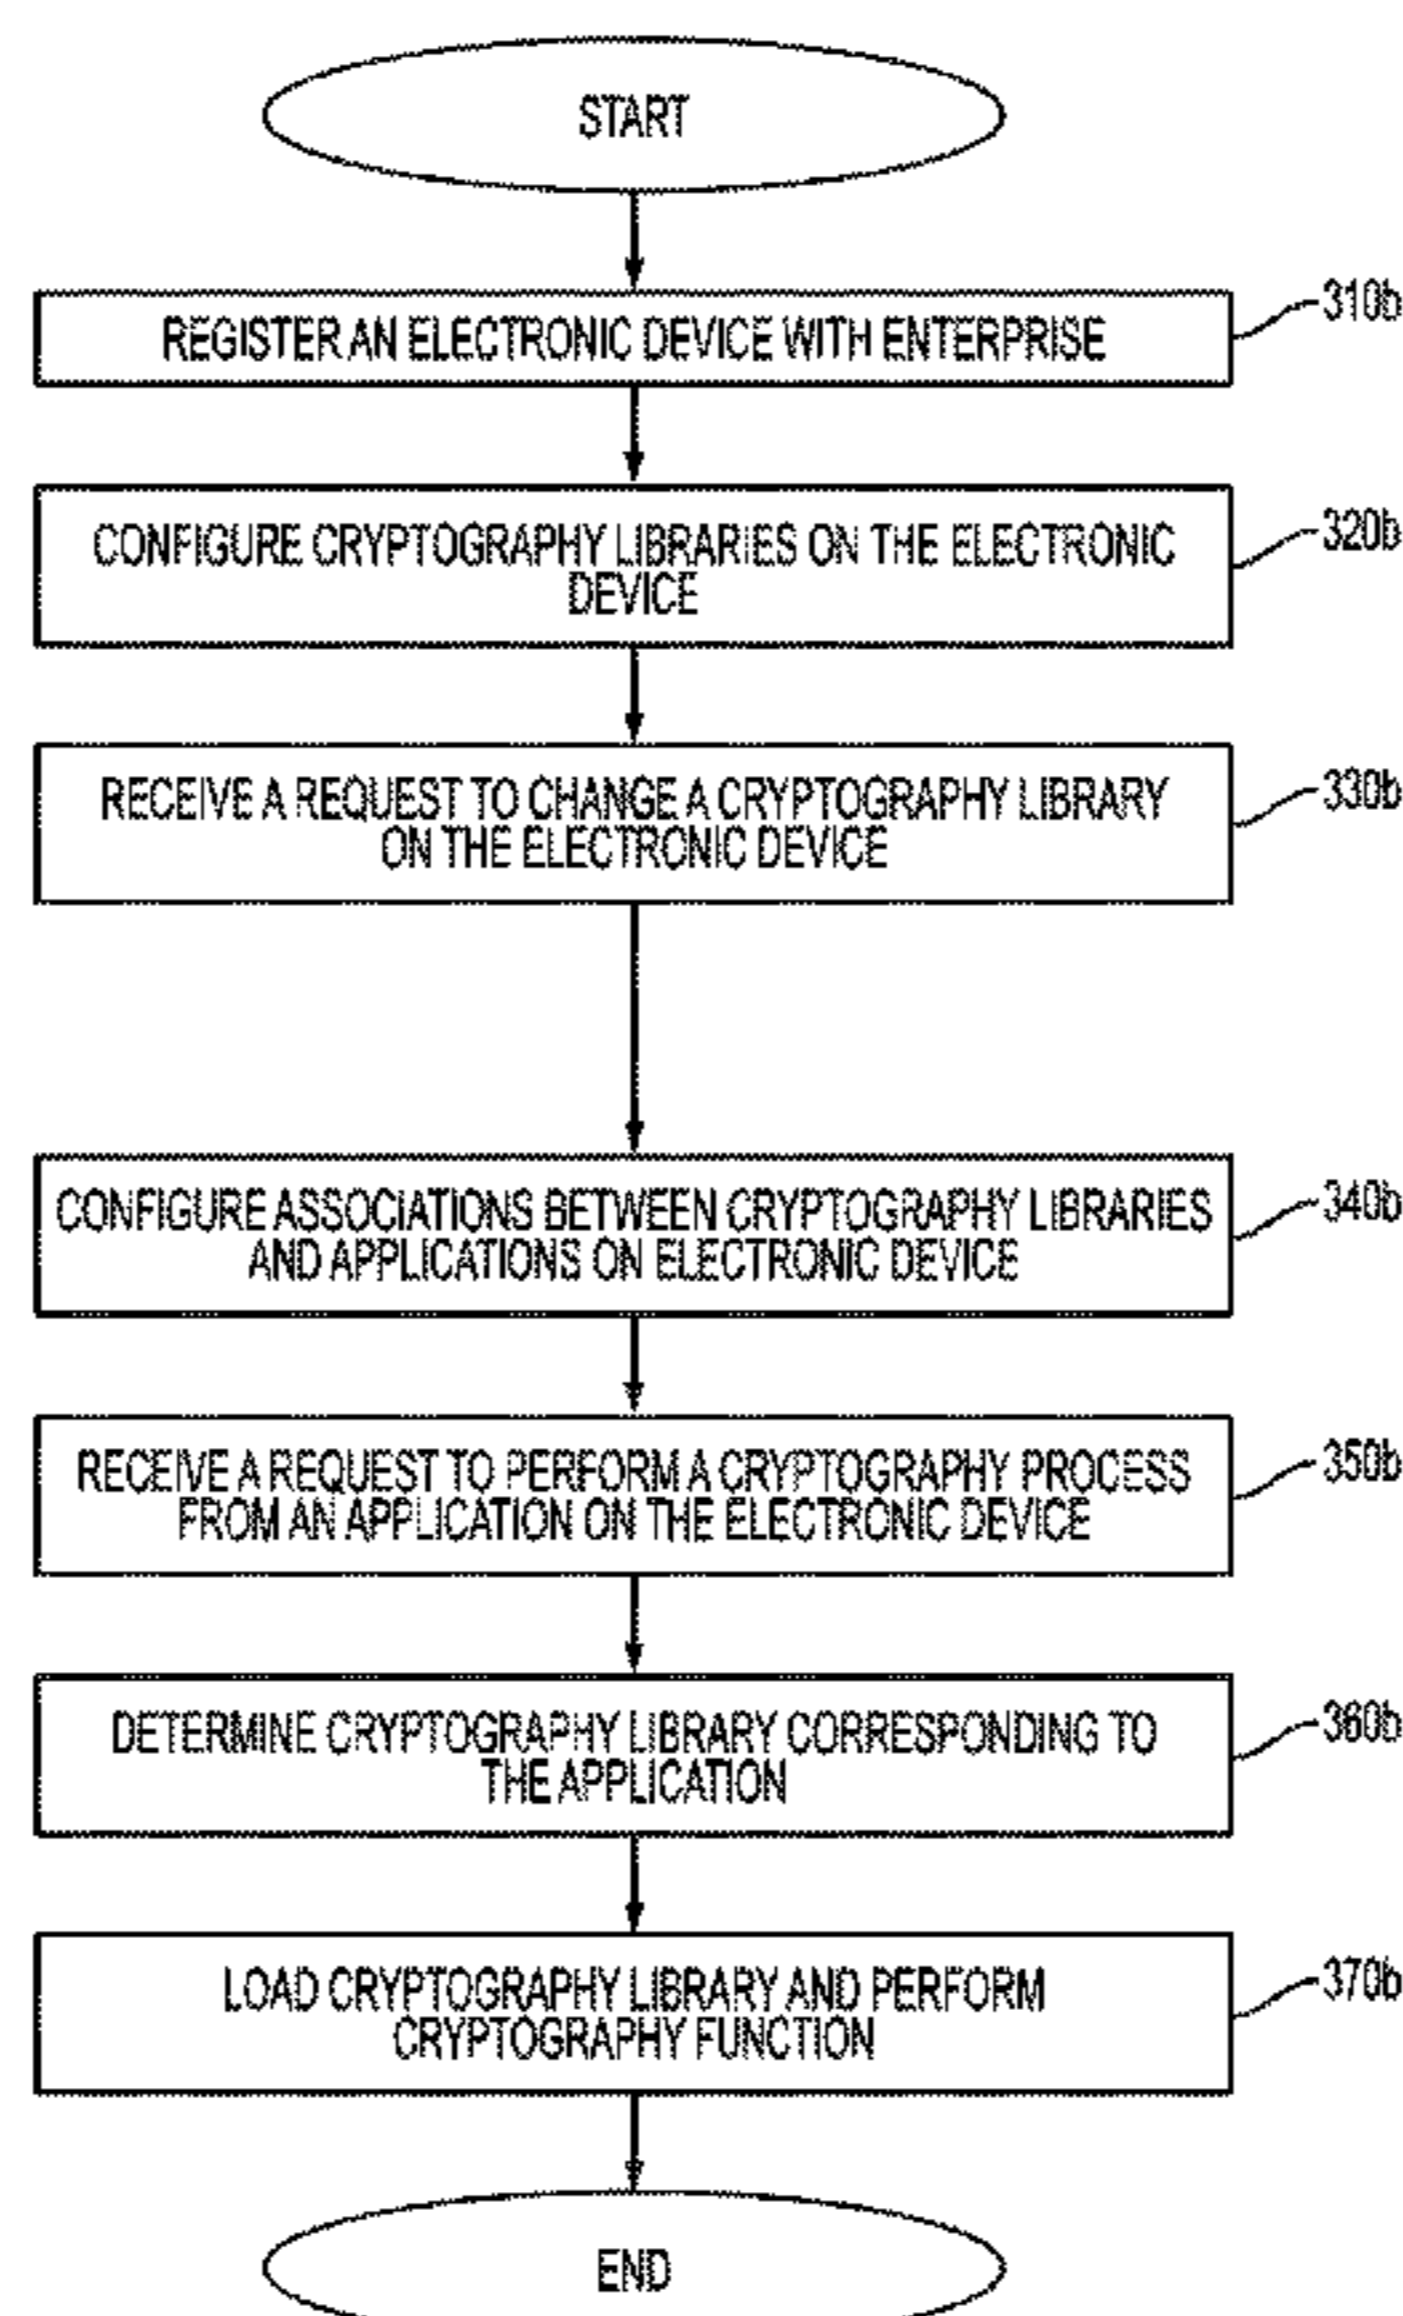 START
REGISTER AN ELECTRONIC DEVICE WITH ENTERPRISE
310b
CONFIGURE CRYPTOGRAPHY LIBRARIES ON THE ELECTRONIC
DEVICE
320b
RECEIVE A REQUEST TO CHANGE A CRYPTOGRAPHY LIBRARY
ON THE ELECTRONIC DEVICE
330b
CONFIGURE ASSOCIATIONS BETWEEN CRYPTOGRAPHY LIBRARIES
AND APPLICATIONS ON ELECTRONIC DEVICE
340b
RECEIVE A REQUEST TO PERFORM A CRYPTOGRAPHY PROCESS
FROM AN APPLICATION ON THE ELECTRONIC DEVICE
350b
DETERMINE CRYPTOGRAPHY LIBRARY CORRESPONDING TO
THE APPLICATION
360b
LOAD CRYPTOGRAPHY LIBRARY AND PERFORM
CRYPTOGRAPHY FUNCTION
370b
END